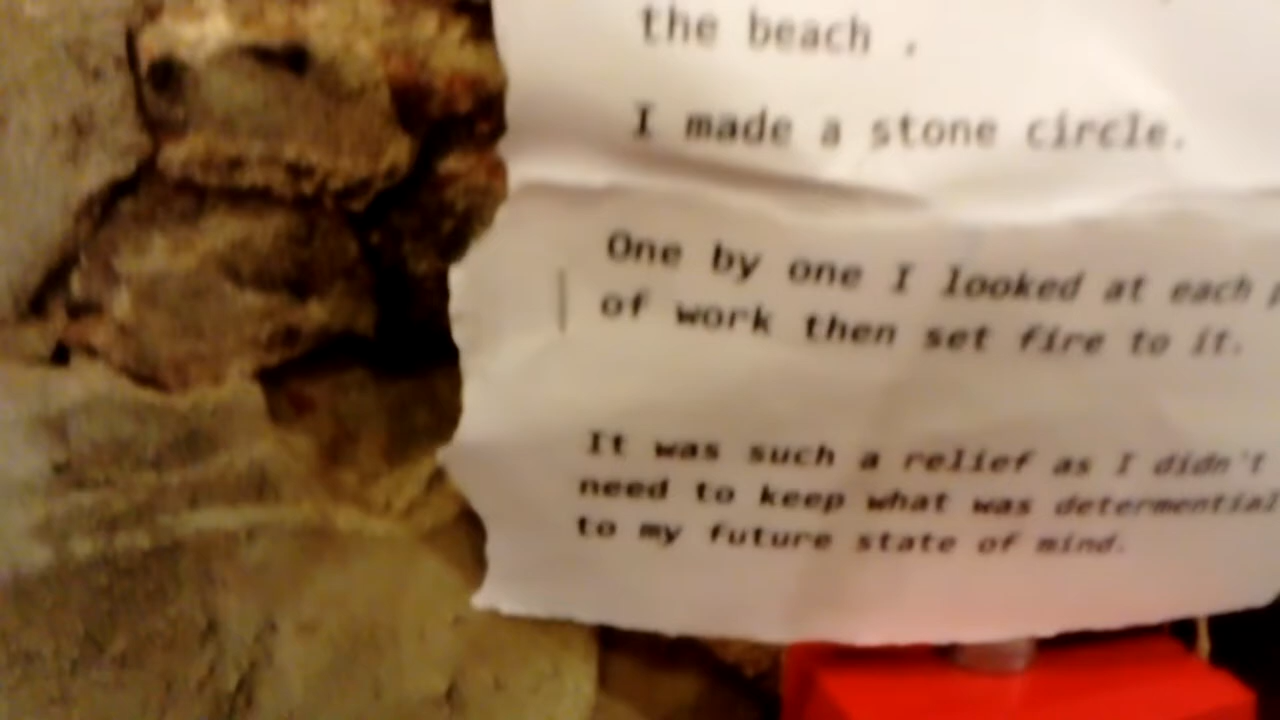 the beach .
I made a stone circle.
One by one I looked at each
of work then set fire to it.
It was such a relief as I didn't
need to keep what was determential
to my future state of mind.